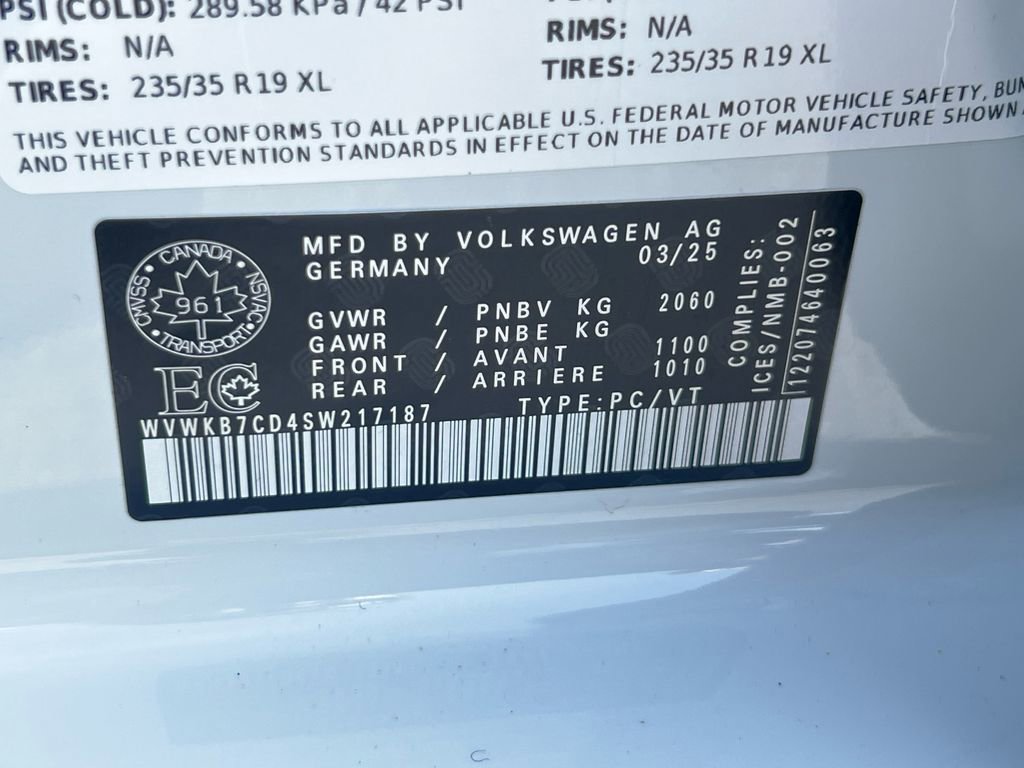 PSI (COLD): 289.58 KPa / 42 PSI
RIMS: N/A
TIRES: 235/35 R19 XL
RIMS: N/A
TIRES: 235/35 R19 XL
THIS VEHICLE CONFORMS TO ALL APPLICABLE U.S. FEDERAL MOTOR VEHICLE SAFETY, BUM
AND THEFT PREVENTION STANDARDS IN EFFECT ON THE DATE OF MANUFACTURE SHOWN
CANADA
CMVSS
961
NSVAC
TRANSPORT
EC
MFD BY VOLKSWAGEN AG
GERMANY 03/25
GVWR / PNBV KG 2060
GAWR / PNBE KG
FRONT / AVANT 1100
REAR / ARRIERE 1010
WVWKB7CD4SW217187 TYPE:PC/VT
COMPLIES:
ICES/NMB-002
122074640063